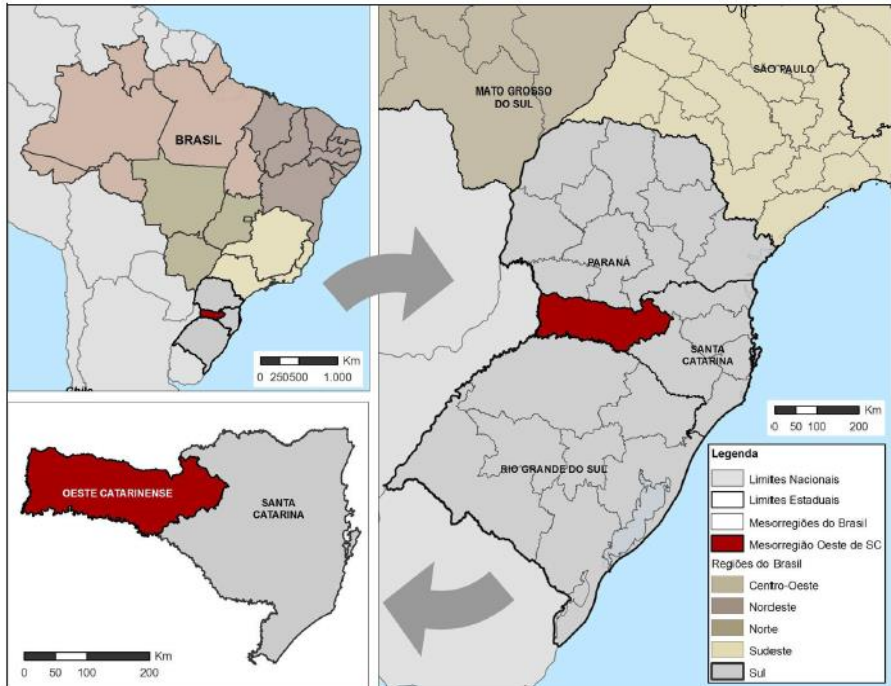 BRASIL
Km
0 250500 1.000
Chile
MATO GROSSO
DO SUL
SÃO PAULO
PARANÁ
SANTA
CATARINA
RIO GRANDE DO SUL
Km
0 50 100 200
OESTE CATARINENSE
SANTA
CATARINA
Km
0 50 100 200
Legenda
Limites Nacionais
Limites Estaduais
Mesorregiões do Brasil
Mesorregião Oeste de SC
Regiões do Brasil
Centro-Oeste
Nordeste
Norte
Sudeste
Sul